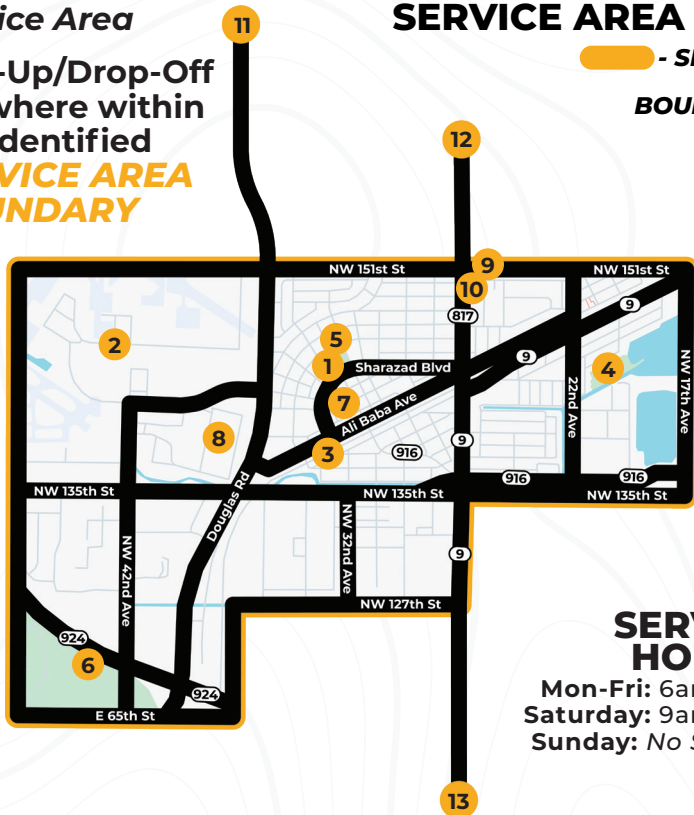 vice Area
-Up/Drop-Off
where within
dentified
VICE AREA
UNDARY
SERVICE AREA
- S
BOU
11
12
9
NW 151st St
NW 151st St
10
817
9
5
2
1
Sharazad Blvd
9
4
NW 17th Ave
22nd Ave
7
Ali Baba Ave
8
3
916
9
916
916
Douglas Rd
NW 135th St
NW 135th St
NW 135th St
NW 42nd Ave
NW 32nd Ave
9
NW 127th St
924
6
924
E 65th St
SERV
HO
Mon-Fri: 6a
Saturday: 9a
Sunday: No S
13